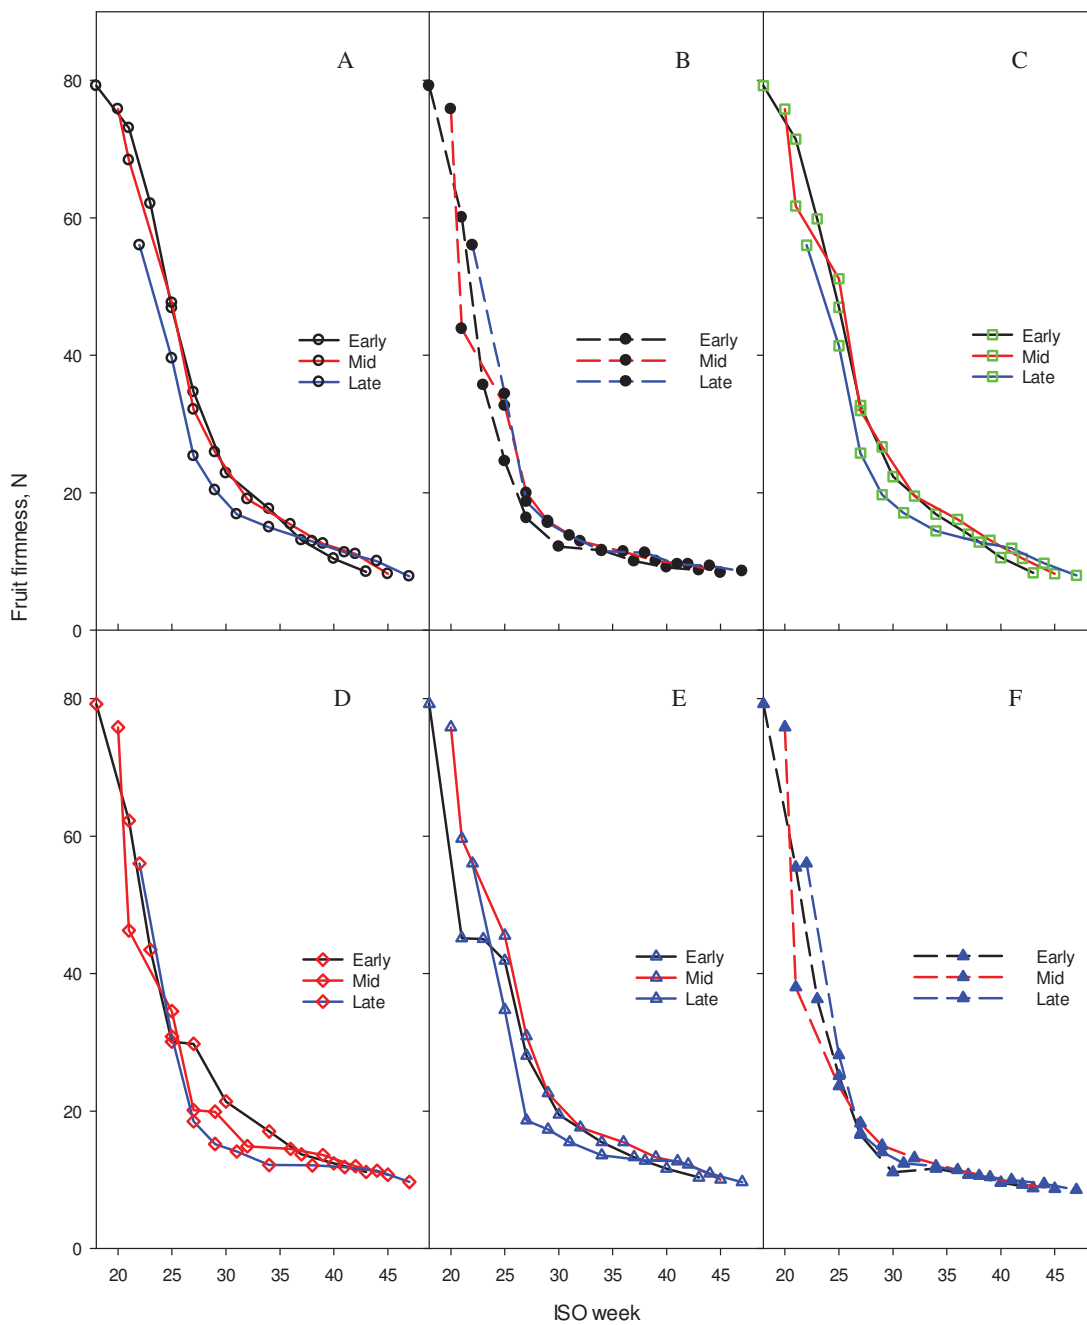 A B C
80
60
40
20
0
Early
Mid
Late
Early
Mid
Late
Early
Mid
Late
Fruit firmness, N
D E F
80
60
40
20
0
Early
Mid
Late
Early
Mid
Late
Early
Mid
Late
20 25 30 35 40 45 20 25 30 35 40 45 20 25 30 35 40 45
ISO week